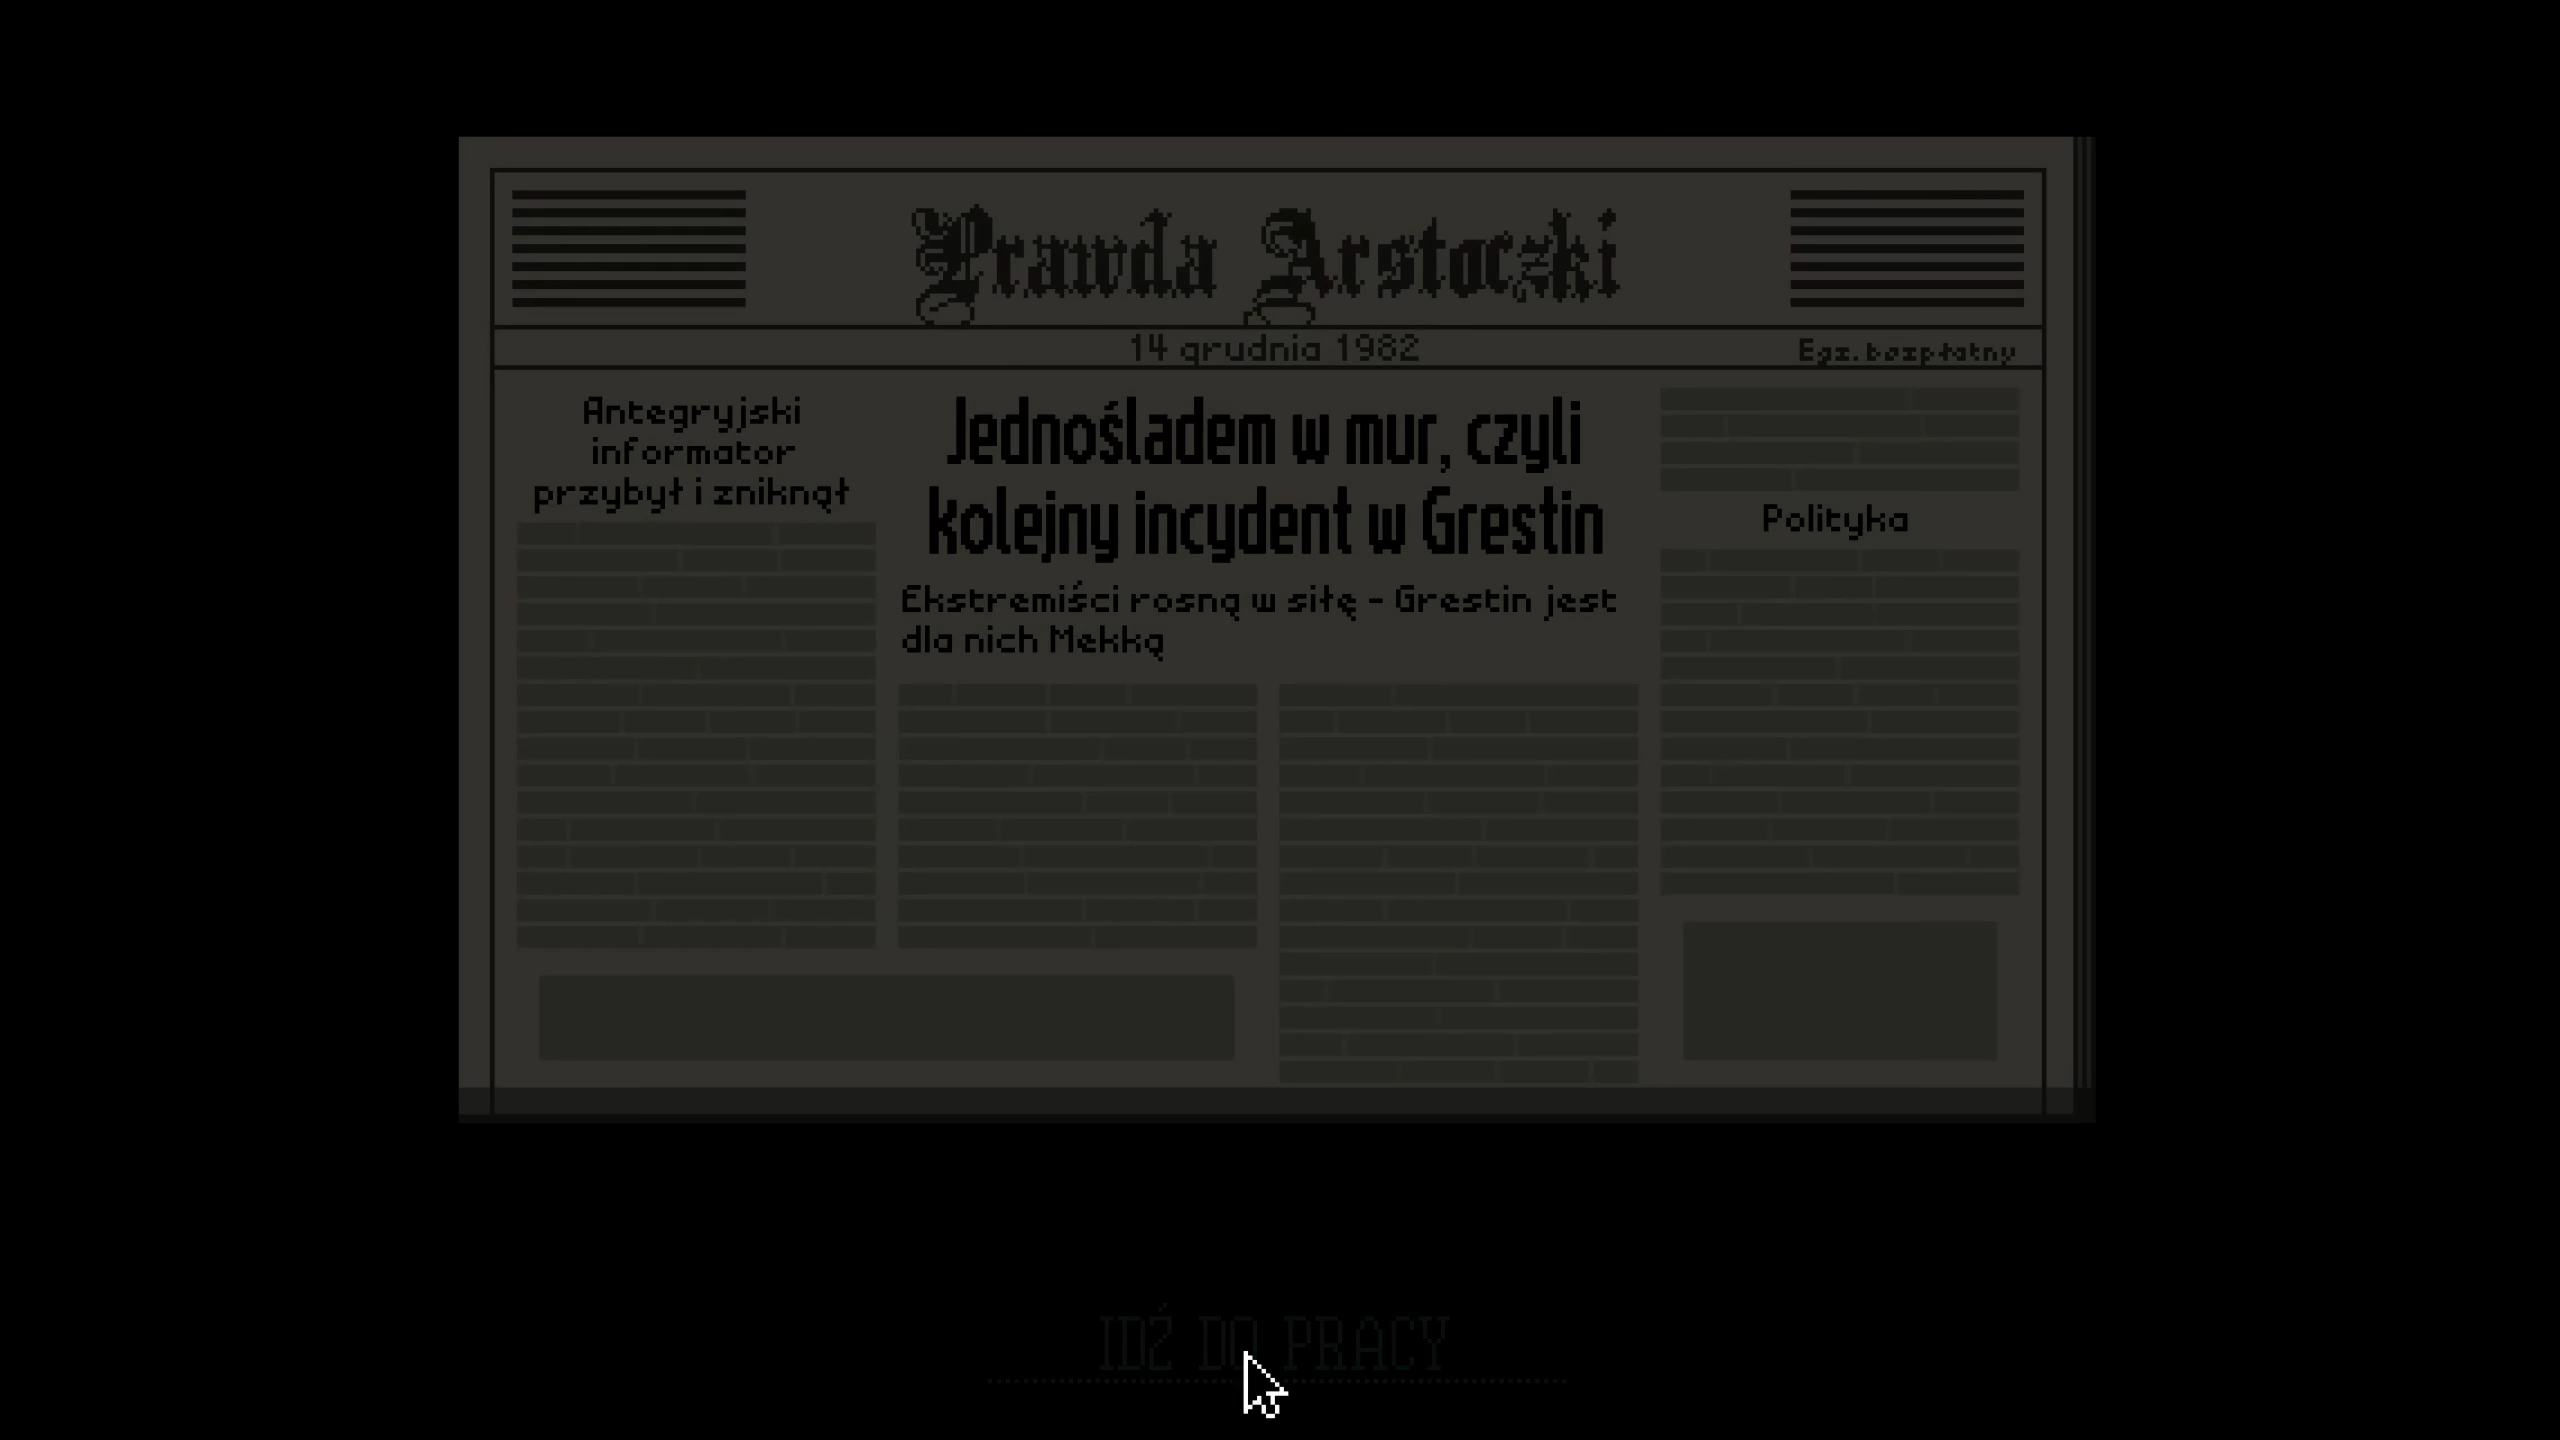 Prawda Arstoczki
14 grudnia 1982
Egz. bezpłatny
Antegryjski
informator
przybył i zniknął
Jednośladem w mur, czyli
kolejny incydent w Grestin
Ekstremiści rosną w siłę - Grestin jest
dla nich Mekką
Polityka
IDŹ DO PRACY